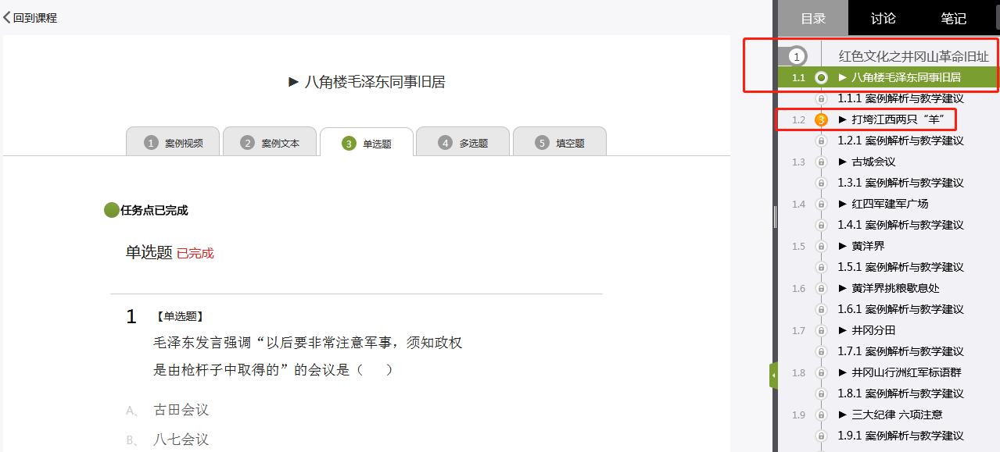 回到课程
▶ 八角楼毛泽东同事旧居
1 案例视频
2 案例文本
3 单选题
4 多选题
5 填空题
任务点已完成
单选题 已完成
1 【单选题】
毛泽东发言强调“以后要非常注意军事，须知政权
是由枪杆子中取得的”的会议是（ ）
A、 古田会议
B、 八七会议
目录 讨论 笔记
1 红色文化之井冈山革命旧址
1.1 ▶ 八角楼毛泽东同事旧居
1.1.1 案例解析与教学建议
1.2 3 ▶ 打垮江西两只“羊”
1.2.1 案例解析与教学建议
1.3 ▶ 古城会议
1.3.1 案例解析与教学建议
1.4 ▶ 红四军建军广场
1.4.1 案例解析与教学建议
1.5 ▶ 黄洋界
1.5.1 案例解析与教学建议
1.6 ▶ 黄洋界挑粮歇息处
1.6.1 案例解析与教学建议
1.7 ▶ 井冈分田
1.7.1 案例解析与教学建议
1.8 ▶ 井冈山行洲红军标语群
1.8.1 案例解析与教学建议
1.9 ▶ 三大纪律 六项注意
1.9.1 案例解析与教学建议